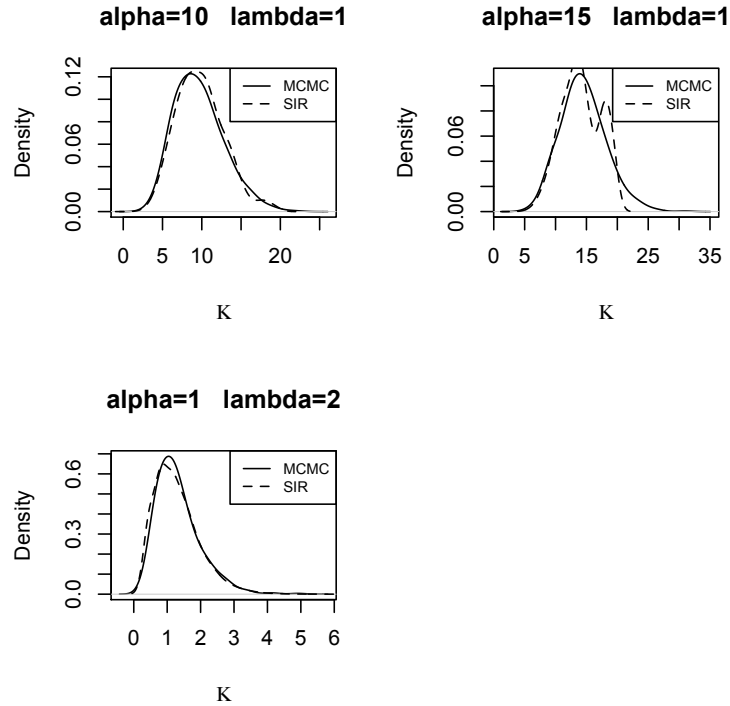 alpha=10 lambda=1
Density
0.00 0.06 0.12
MCMC
SIR
0 5 10 20
K
alpha=15 lambda=1
Density
0.00 0.06
MCMC
SIR
0 5 15 25 35
K
alpha=1 lambda=2
Density
0.0 0.3 0.6
MCMC
SIR
0 1 2 3 4 5 6
K